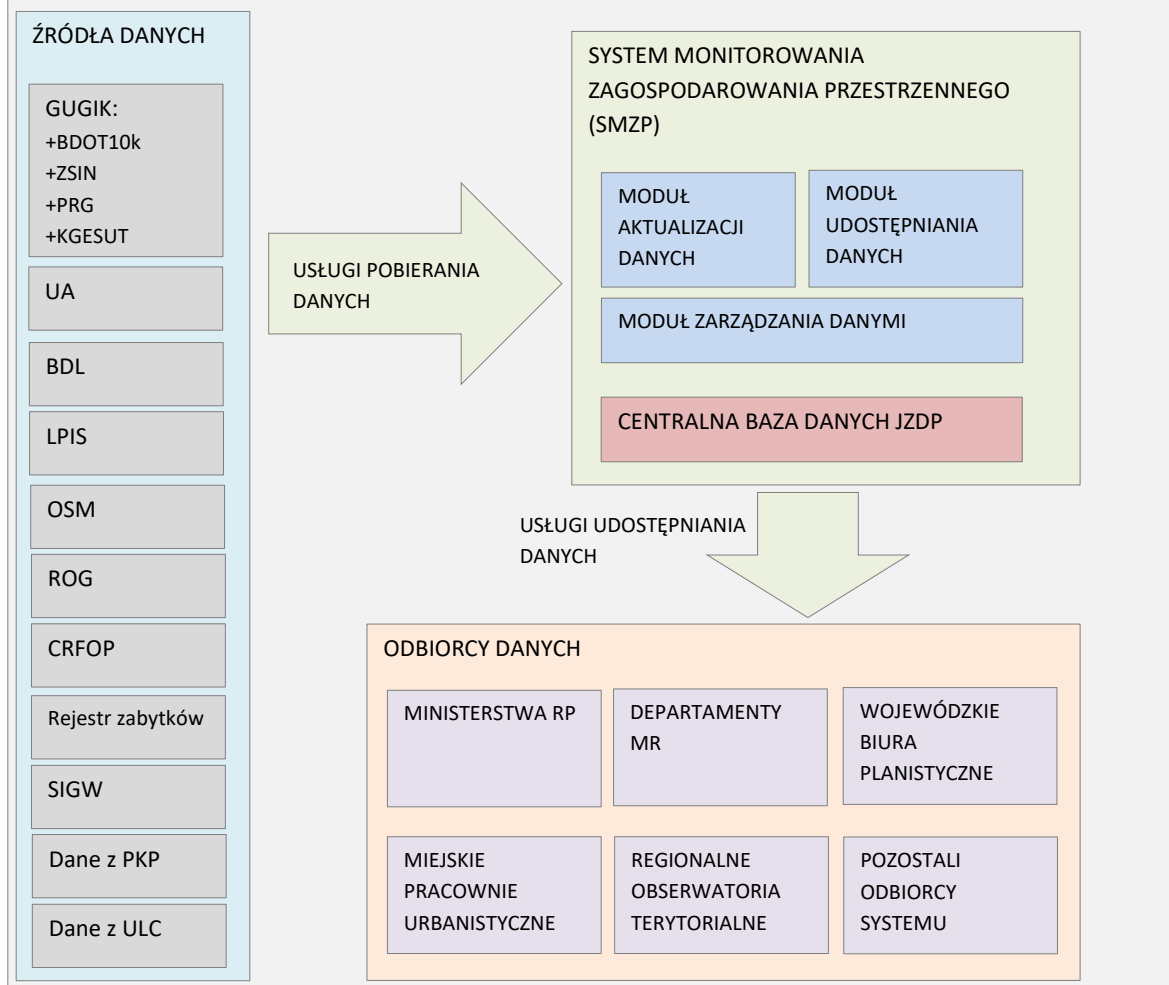 ŹRÓDŁA DANYCH
GUGIK:
+BDOT10k
+ZSIN
+PRG
+KGESUT
UA
BDL
LPIS
OSM
ROG
CRFOP
Rejestr zabytków
SIGW
Dane z PKP
Dane z ULC
USŁUGI POBIERANIA
DANYCH
SYSTEM MONITOROWANIA
ZAGOSPODAROWANIA PRZESTRZENNEGO
(SMZP)
MODUŁ
AKTUALIZACJI
DANYCH
MODUŁ
UDOSTĘPNIANIA
DANYCH
MODUŁ ZARZĄDZANIA DANYMI
CENTRALNA BAZA DANYCH JZDP
USŁUGI UDOSTĘPNIANIA
DANYCH
ODBIORCY DANYCH
MINISTERSTWA RP
DEPARTAMENTY
MR
WOJEWÓDZKIE
BIURA
PLANISTYCZNE
MIEJSKIE
PRACOWNIE
URBANISTYCZNE
REGIONALNE
OBSERWATORIA
TERYTORIALNE
POZOSTALI
ODBIORCY
SYSTEMU